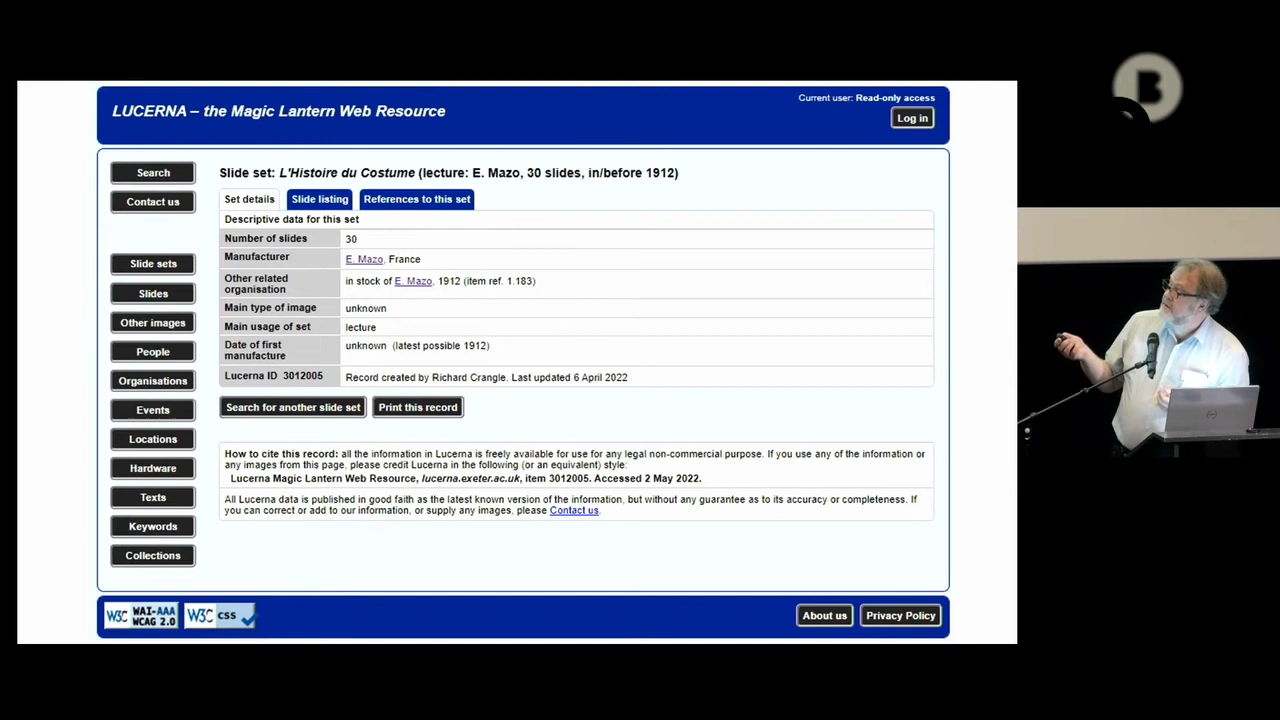 B
LUCERNA – the Magic Lantern Web Resource
Current user: Read-only access
Log in
Search
Contact us
Slide sets
Slides
Other images
People
Organisations
Events
Locations
Hardware
Texts
Keywords
Collections
Slide set: L'Histoire du Costume (lecture: E. Mazo, 30 slides, in/before 1912)
Set details Slide listing References to this set
Descriptive data for this set
Number of slides 30
Manufacturer E. Mazo, France
Other related organisation in stock of E. Mazo, 1912 (item ref. 1.183)
Main type of image unknown
Main usage of set lecture
Date of first manufacture unknown (latest possible 1912)
Lucerna ID 3012005 Record created by Richard Crangle. Last updated 6 April 2022
Search for another slide set Print this record
How to cite this record: all the information in Lucerna is freely available for use for any legal non-commercial purpose. If you use any of the information or
any images from this page, please credit Lucerna in the following (or an equivalent) style:
Lucerna Magic Lantern Web Resource, lucerna.exeter.ac.uk, item 3012005. Accessed 2 May 2022.
All Lucerna data is published in good faith as the latest known version of the information, but without any guarantee as to its accuracy or completeness. If
you can correct or add to our information, or supply any images, please Contact us.
W3C WAI-AAA WCAG 2.0
W3C css
About us
Privacy Policy